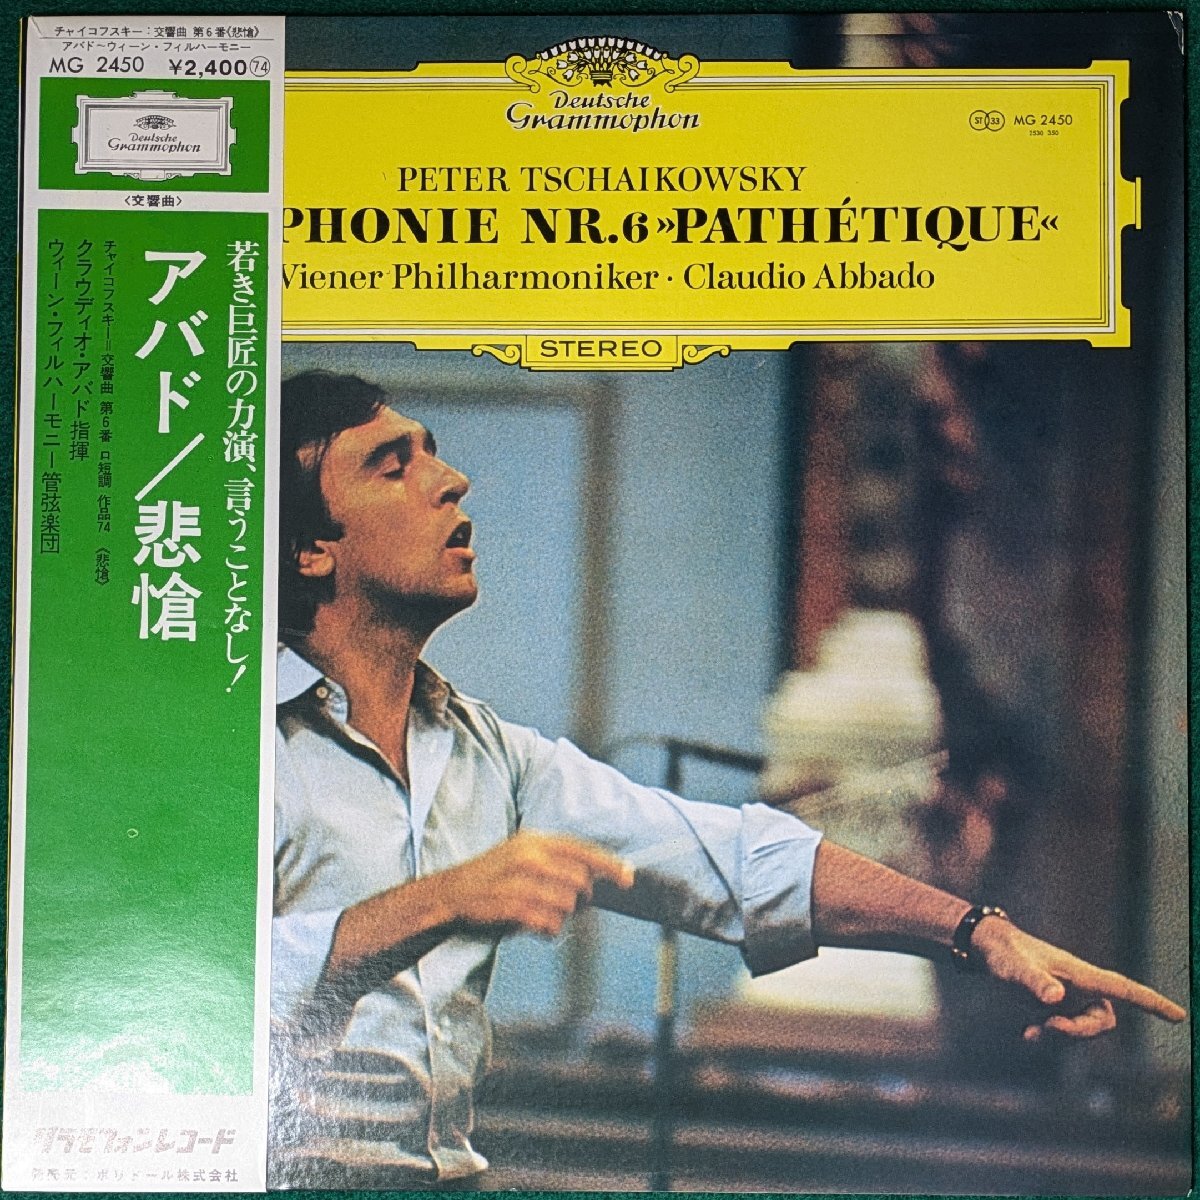 チャイコフスキー：交響曲 第6番《悲愴》
アバド〜ウィーン・フィルハーモニー
MG 2450 ¥2,400 74
Deutsche
Grammophon
〈交響曲〉
若き巨匠の力演、言うことなし!
アバド/悲愴
チャイコフスキー=交響曲 第6番 ロ短調 作品74 《悲愴》
クラウディオ・アバド指揮
ウィーン・フィルハーモニー管弦楽団
グラモフォンレコード
発売元：ポリドール株式会社
Deutsche
Grammophon
ST 33 MG 2450
2530 350
PETER TSCHAIKOWSKY
PHONIE NR.6 »PATHÉTIQUE«
Wiener Philharmoniker · Claudio Abbado
STEREO